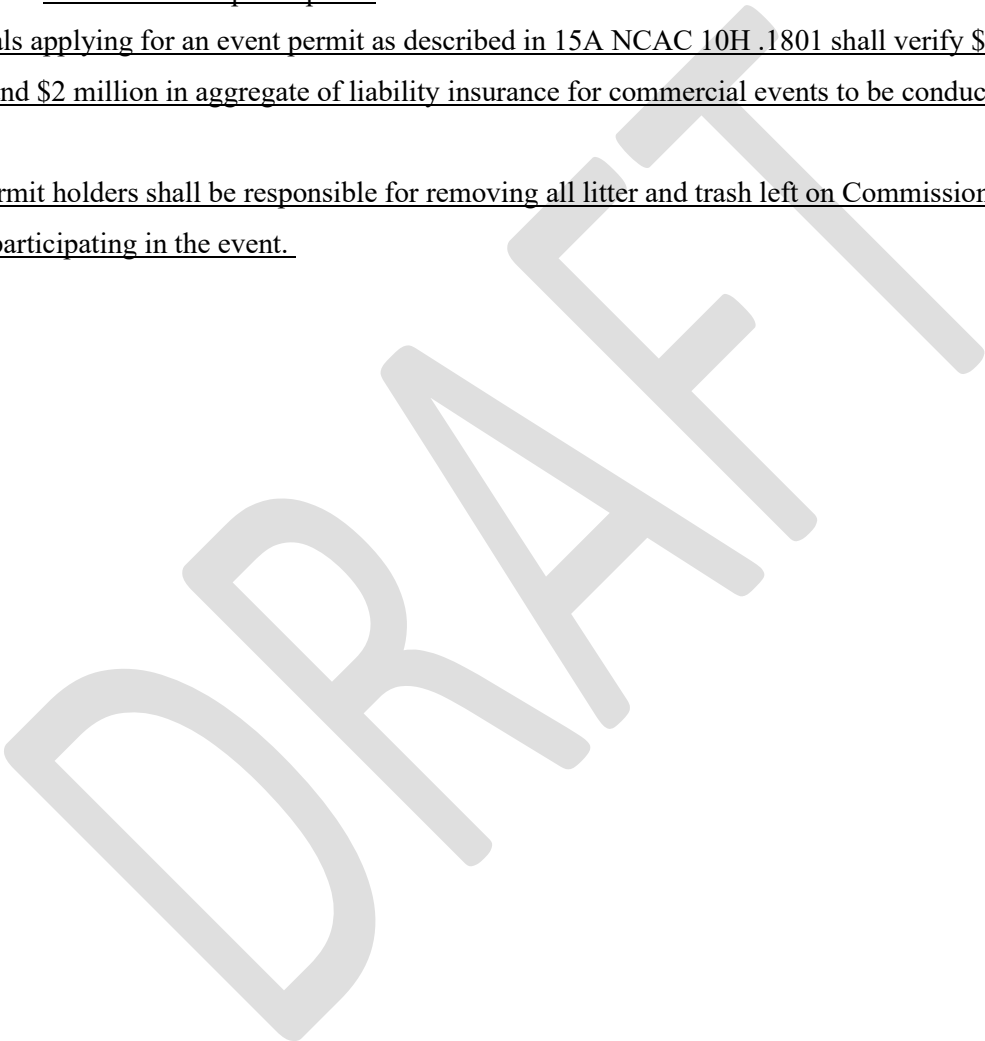 als applying for an event permit as described in 15A NCAC 10H .1801 shall verify $
nd $2 million in aggregate of liability insurance for commercial events to be conduc
rmit holders shall be responsible for removing all litter and trash left on Commission
participating in the event.
DRAFT